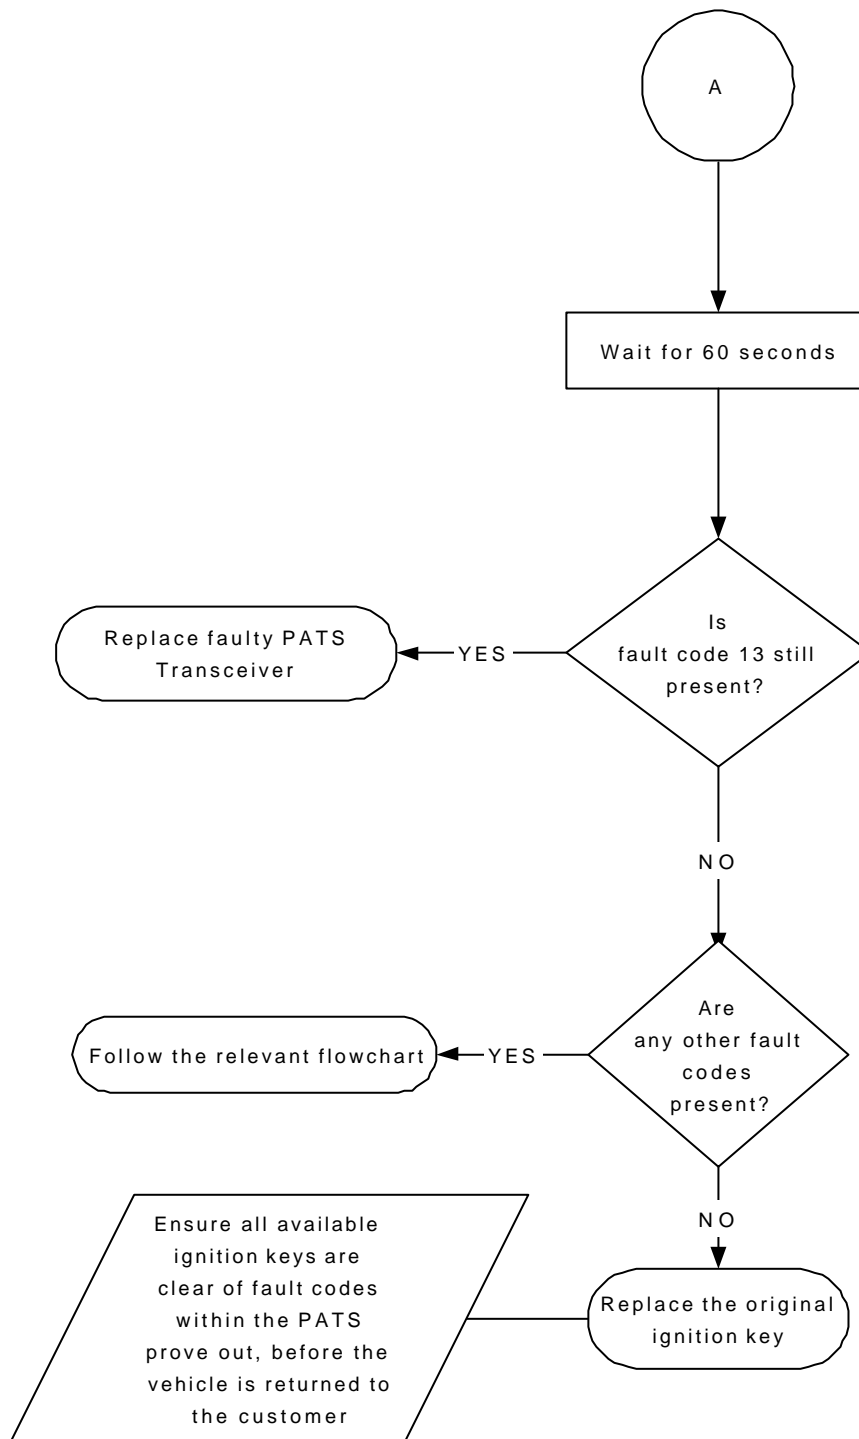 A
Wait for 60 seconds
Is
fault code 13 still
present?
YES
Replace faulty PATS
Transceiver
NO
Are
any other fault
codes
present?
YES
Follow the relevant flowchart
NO
Replace the original
ignition key
Ensure all available
ignition keys are
clear of fault codes
within the PATS
prove out, before the
vehicle is returned to
the customer